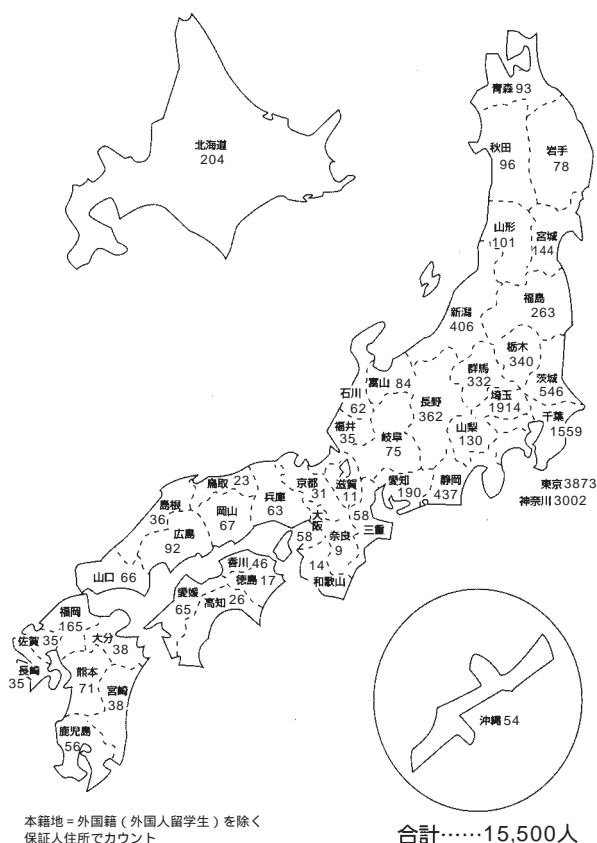 北海道
204
青森 93
秋田
96
岩手
78
山形
101
宮城
144
福島
263
新潟
406
栃木
340
群馬
332
茨城
546
埼玉
1914
千葉
1559
東京 3873
神奈川 3002
富山 84
石川
62
長野
362
山梨
130
福井
35
岐阜
75
愛知
190
静岡
437
鳥取 23
京都
31
滋賀
11
兵庫
63
島根
36
岡山
67
大阪
58
58
三重
奈良
9
広島
92
14
和歌山
山口 66
香川 46
徳島 17
愛媛
65
高知 26
福岡
165
佐賀 35
大分
38
長崎
35
熊本
71
宮崎
38
鹿児島
56
沖縄 54
本籍地=外国籍(外国人留学生)を除く
保証人住所でカウント
合計……15,500人